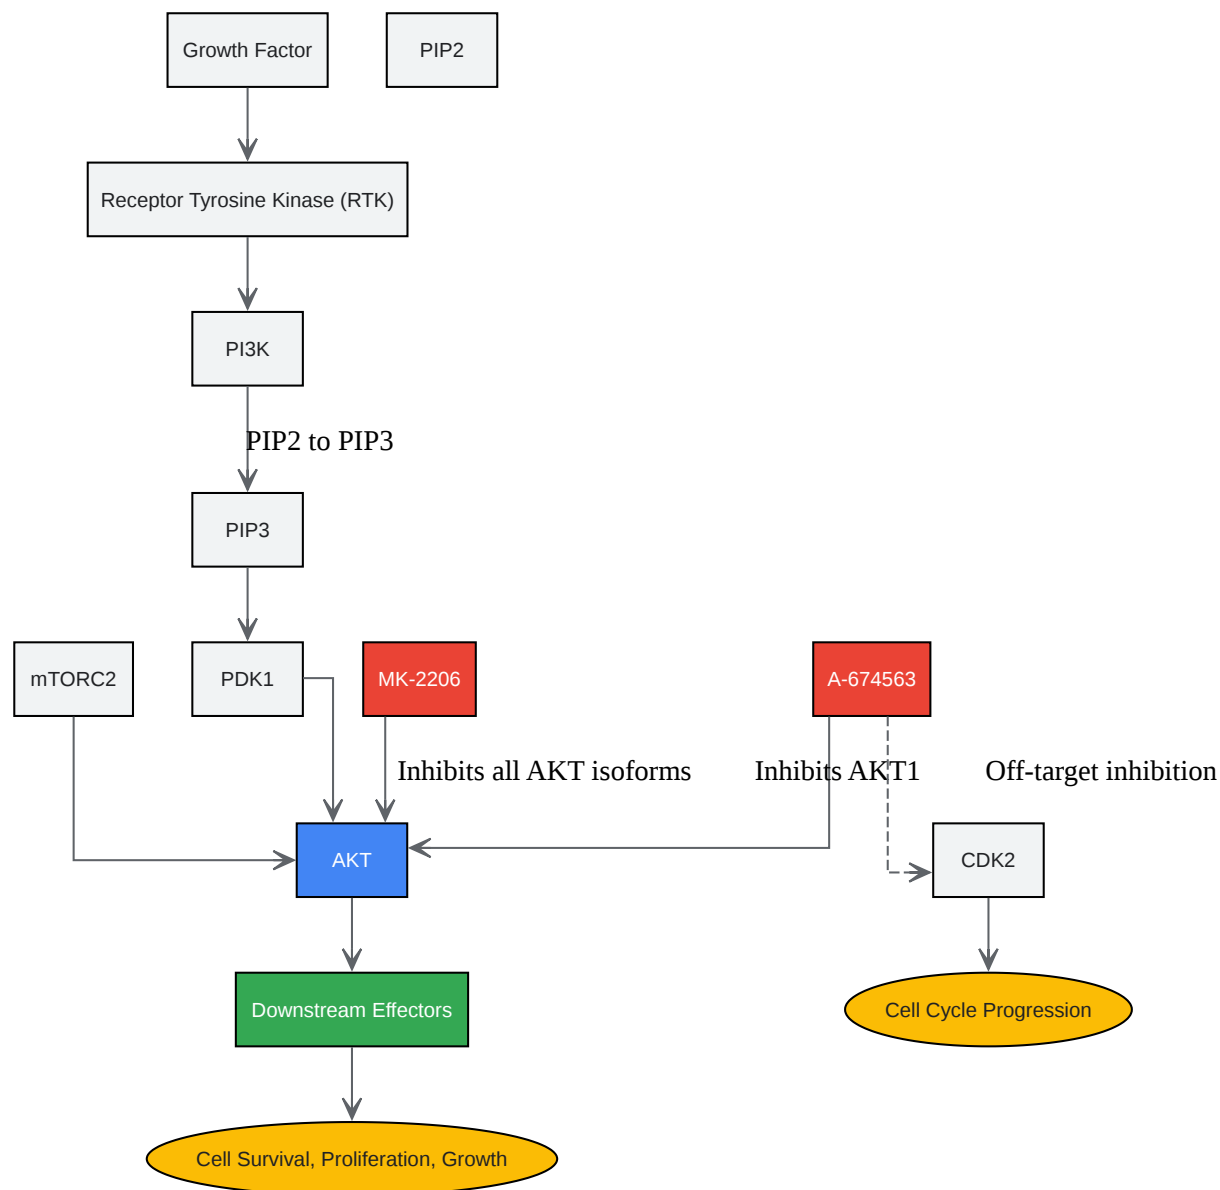 Growth Factor
PIP2
Receptor Tyrosine Kinase (RTK)
PI3K
PIP2 to PIP3
PIP3
mTORC2
PDK1
MK-2206
A-674563
Inhibits all AKT isoforms
Inhibits AKT1
Off-target inhibition
AKT
CDK2
Downstream Effectors
Cell Cycle Progression
Cell Survival, Proliferation, Growth